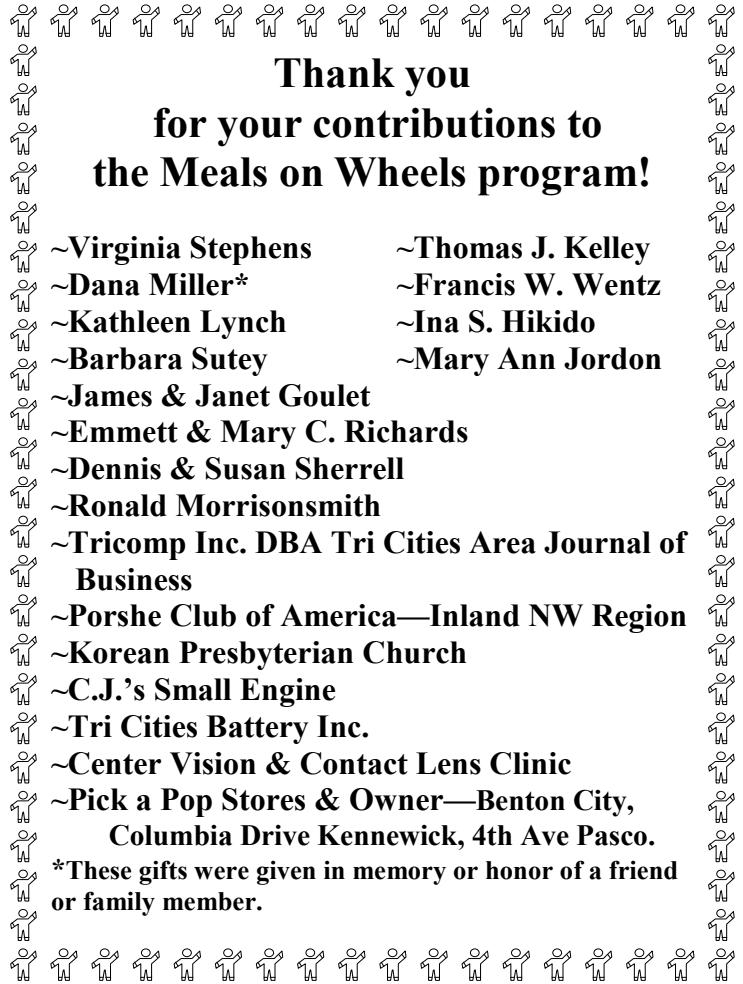 Thank you
for your contributions to
the Meals on Wheels program!
~Virginia Stephens
~Dana Miller*
~Kathleen Lynch
~Barbara Sutey
~Thomas J. Kelley
~Francis W. Wentz
~Ina S. Hikido
~Mary Ann Jordon
~James & Janet Goulet
~Emmett & Mary C. Richards
~Dennis & Susan Sherrell
~Ronald Morrisonsmith
~Tricomp Inc. DBA Tri Cities Area Journal of
Business
~Porshe Club of America—Inland NW Region
~Korean Presbyterian Church
~C.J.’s Small Engine
~Tri Cities Battery Inc.
~Center Vision & Contact Lens Clinic
~Pick a Pop Stores & Owner—Benton City,
Columbia Drive Kennewick, 4th Ave Pasco.
*These gifts were given in memory or honor of a friend
or family member.